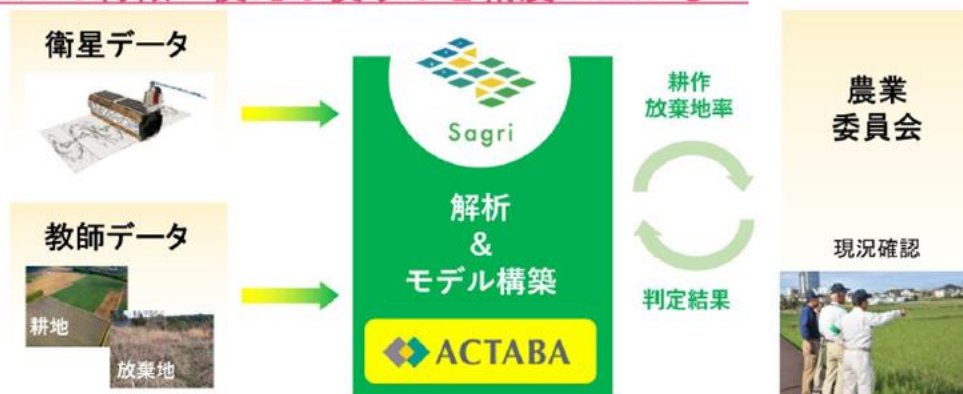 衛星データ
教師データ
耕地
放棄地
Sagri
解析
&
モデル構築
ACTABA
耕作
放棄地率
判定結果
農業
委員会
現況確認